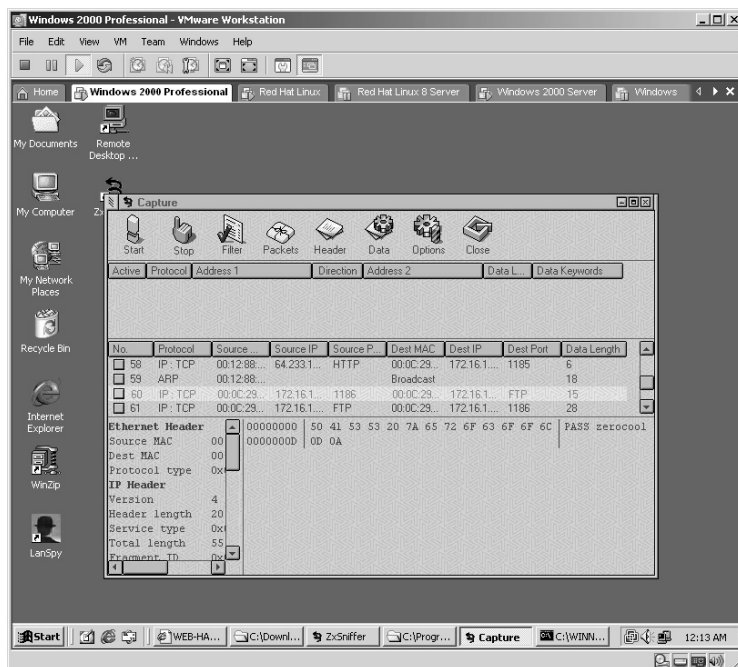 Windows 2000 Professional - VMware Workstation
File Edit View VM Team Windows Help
Home Windows 2000 Professional Red Hat Linux Red Hat Linux 8 Server Windows 2000 Server Windows
My Documents
Remote Desktop ...
My Computer
My Network Places
Recycle Bin
Internet Explorer
WinZip
LanSpy
Capture
Start Stop Filter Packets Header Data Options Close
Active Protocol Address 1 Direction Address 2 Data L... Data Keywords
No. Protocol Source ... Source IP Source P... Dest MAC Dest IP Dest Port Data Length
58 IP : TCP 00:12:88:... 64.233.1... HTTP 00:0C:29... 172.16.1... 1185 6
59 ARP 00:12:88:... Broadcast 18
60 IP : TCP 00:0C:29... 172.16.1... 1186 00:0C:29... 172.16.1... FTP 15
61 IP : TCP 00:0C:29... 172.16.1... FTP 00:0C:29... 172.16.1... 1186 28
Ethernet Header
Source MAC 00
Dest MAC 00
Protocol type 0x
IP Header
Version 4
Header length 20
Service type 0x
Total length 55
Fragment ID 0x
00000000 50 41 53 53 20 7A 65 72 6F 63 6F 6F 6C PASS zerocool
0000000D 0D 0A
Start WEB-HA... C:\Downl... ZxSniffer C:\Progr... Capture C:\WINN... 12:13 AM